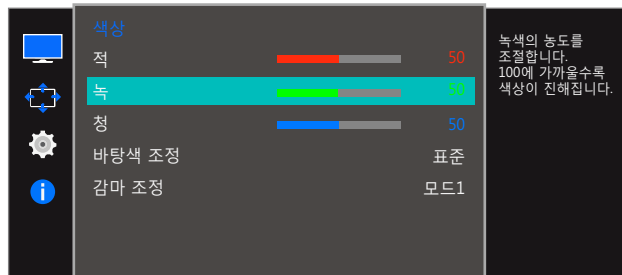 색상
적 50
녹 50
청 50
바탕색 조정 표준
감마 조정 모드1
녹색의 농도를
조절합니다.
100에 가까울수록
색상이 진해집니다.